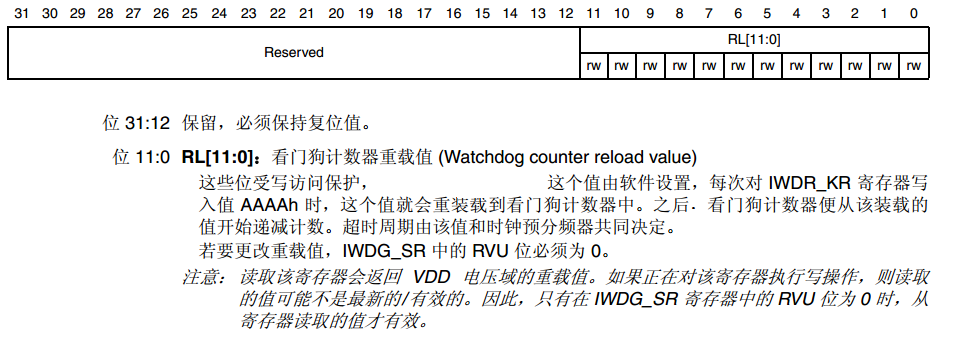 31 30 29 28 27 26 25 24 23 22 21 20 19 18 17 16 15 14 13 12 11 10 9 8 7 6 5 4 3 2 1 0
Reserved
RL[11:0]
rw rw rw rw rw rw rw rw rw rw rw rw
位 31:12 保留，必须保持复位值。
位 11:0 RL[11:0]：看门狗计数器重载值 (Watchdog counter reload value)
这些位受写访问保护， 这个值由软件设置，每次对 IWDR_KR 寄存器写
入值 AAAAh 时，这个值就会重装载到看门狗计数器中。之后．看门狗计数器便从该装载的
值开始递减计数。超时周期由该值和时钟预分频器共同决定。
若要更改重载值，IWDG_SR 中的 RVU 位必须为 0。
注意： 读取该寄存器会返回 VDD 电压域的重载值。如果正在对该寄存器执行写操作，则读取
的值可能不是最新的/有效的。因此，只有在 IWDG_SR 寄存器中的 RVU 位为 0 时，从
寄存器读取的值才有效。